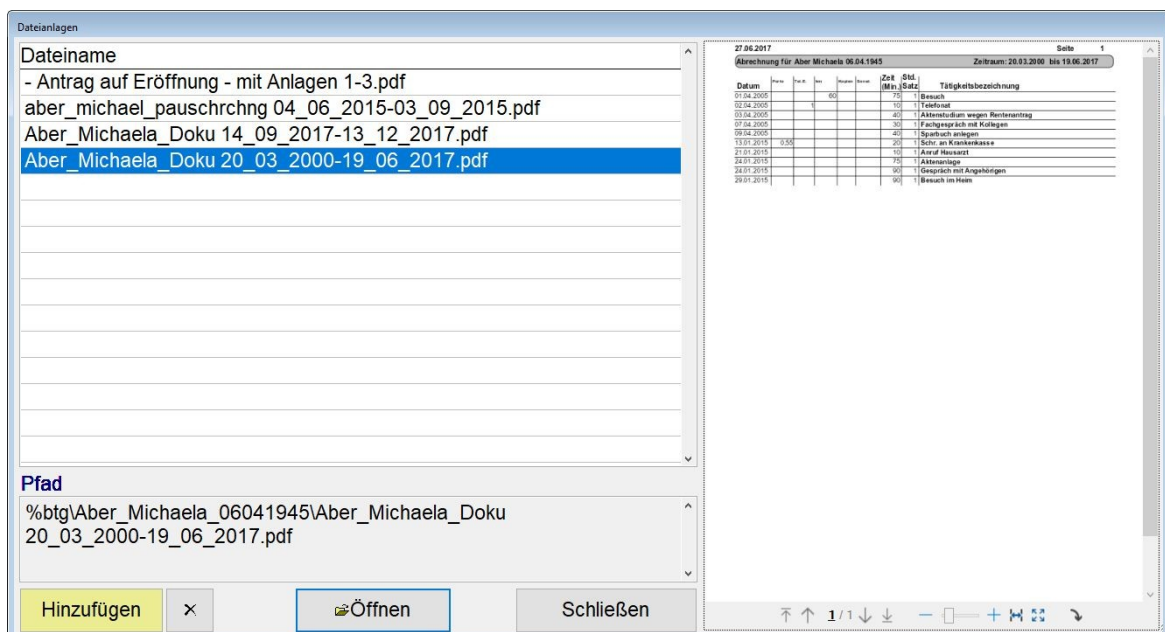 Dateianlagen
Dateiname
- Antrag auf Eröffnung - mit Anlagen 1-3.pdf
aber_michael_pauschrchng 04_06_2015-03_09_2015.pdf
Aber_Michaela_Doku 14_09_2017-13_12_2017.pdf
Aber_Michaela_Doku 20_03_2000-19_06_2017.pdf
Pfad
%btg\Aber_Michaela_06041945\Aber_Michaela_Doku
20_03_2000-19_06_2017.pdf
Hinzufügen × Öffnen Schließen
27.06.2017 Seite 1
Abrechnung für Aber Michaela 06.04.1945 Zeitraum: 20.03.2000 bis 19.06.2017
Zeit Std.
Datum (Min.) Satz Tätigkeitsbezeichnung
01.04.2005 60 75 1 Besuch
02.04.2005 1 10 1 Telefonat
03.04.2005 40 1 Aktenstudium wegen Rentenantrag
07.04.2005 30 1 Fachgespräch mit Kollegen
09.04.2005 40 1 Sparbuch anlegen
13.01.2015 0,55 20 1 Schr. an Krankenkasse
21.01.2015 10 1 Anruf Hausarzt
24.01.2015 75 1 Aktenanlage
24.01.2015 90 1 Gespräch mit Angehörigen
29.01.2015 90 1 Besuch im Heim
1 / 1